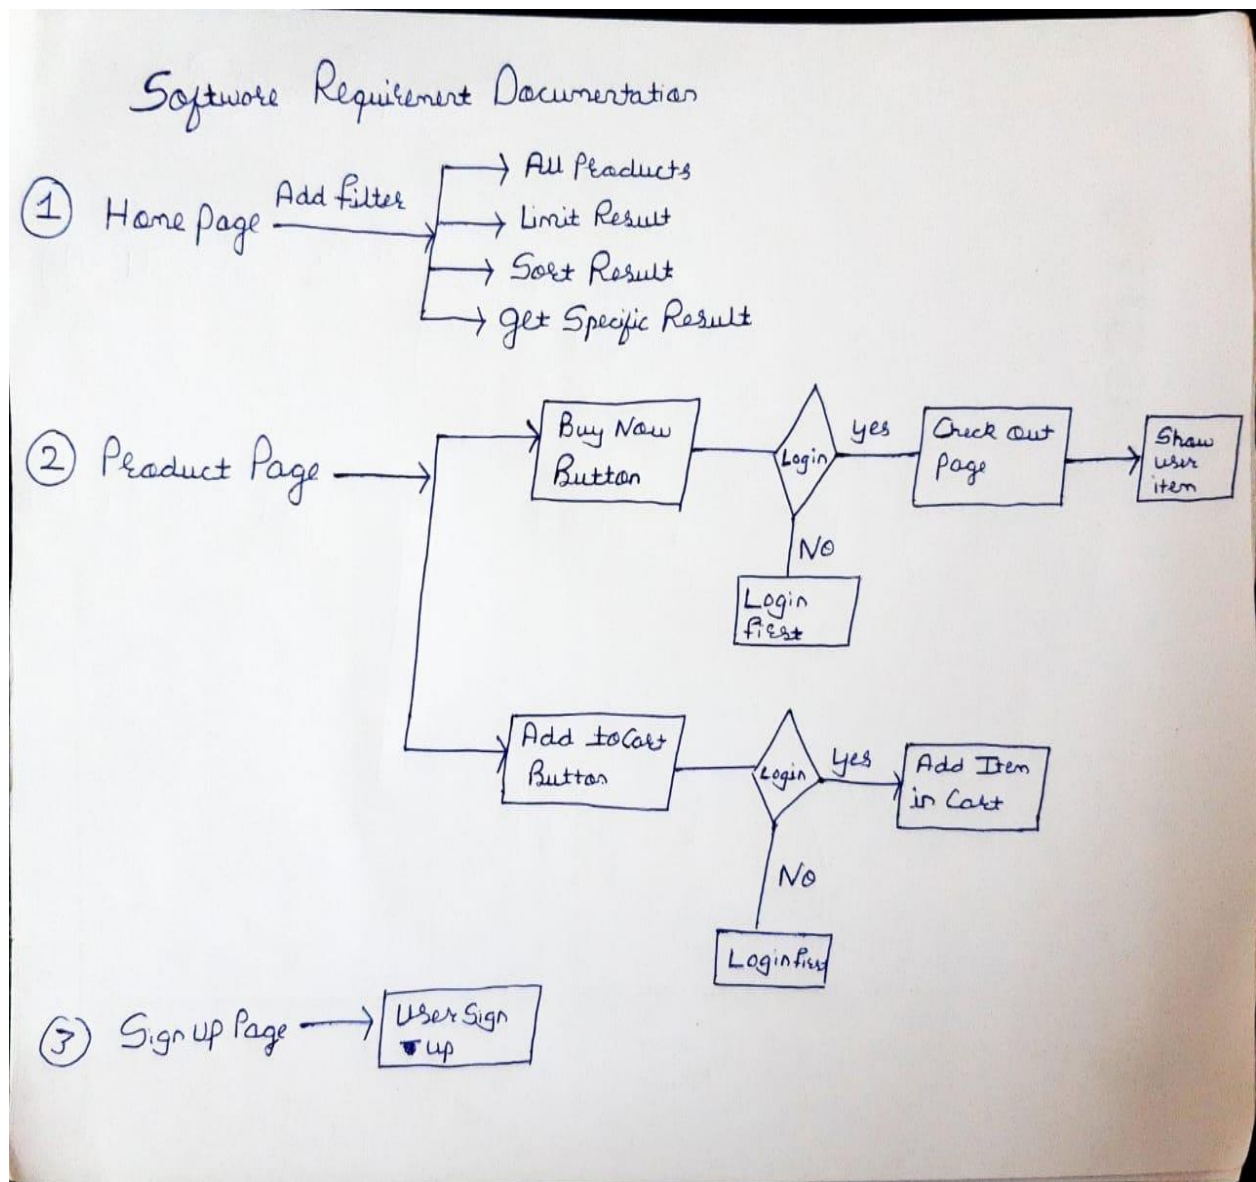 Software Requirement Documentation
1 Home Page Add filter
All Products
Limit Result
Sort Result
get Specific Result
2 Product Page
Buy Now
Button
Login
yes
Check Out
Page
Show
user
item
NO
Login
first
Add to Cart
Button
Login
yes
Add Item
in Cart
NO
Login first
3 Sign up Page
User Sign
up